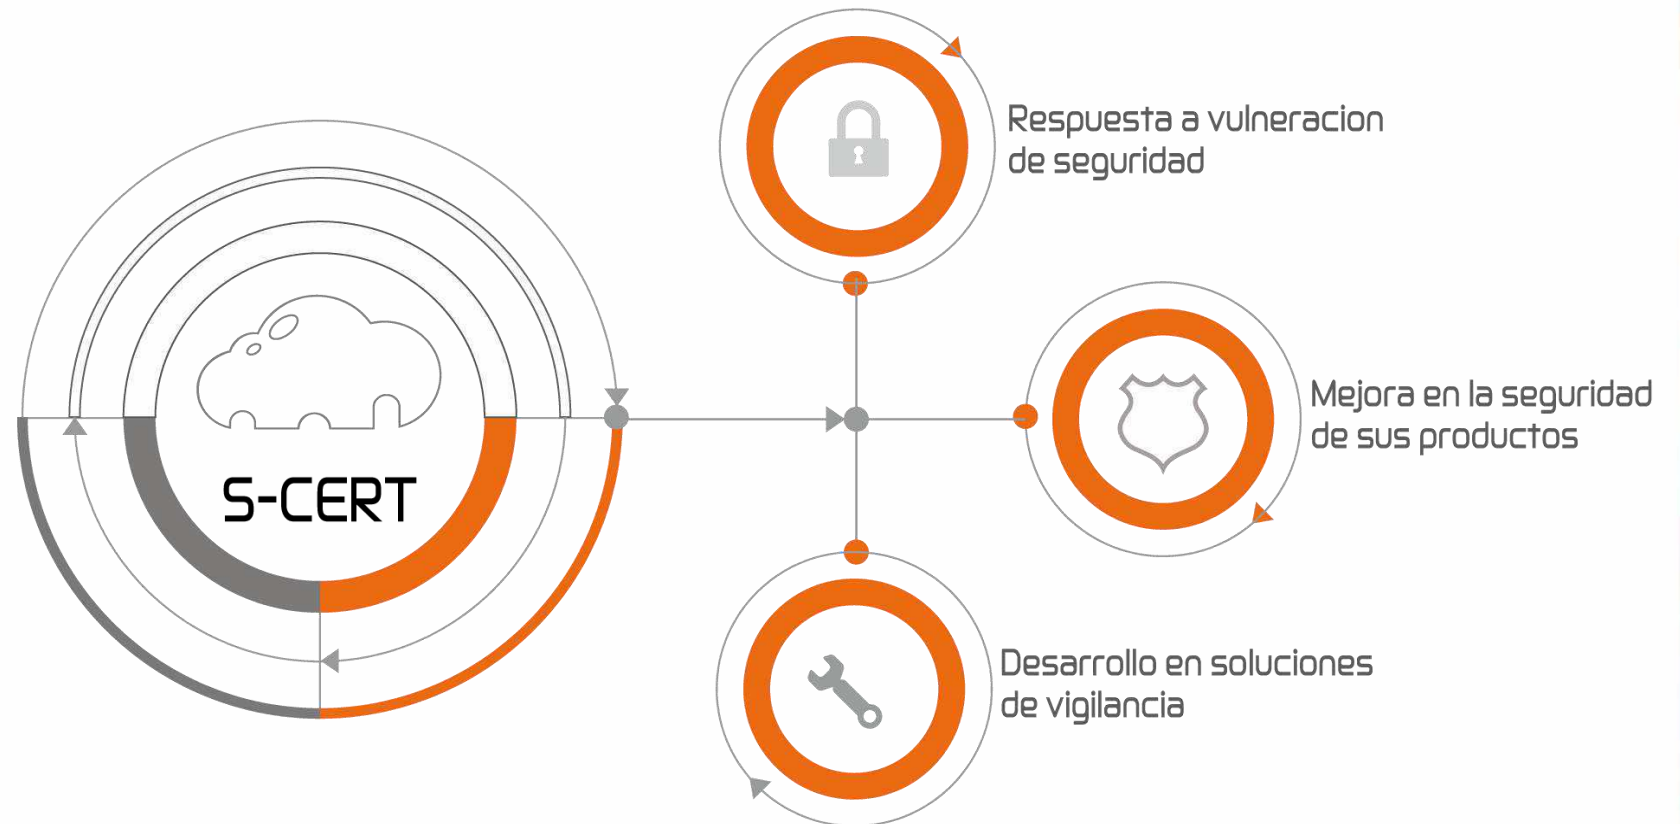 Respuesta a vulneracion
de seguridad
S-CERT
Mejora en la seguridad
de sus productos
Desarrollo en soluciones
de vigilancia